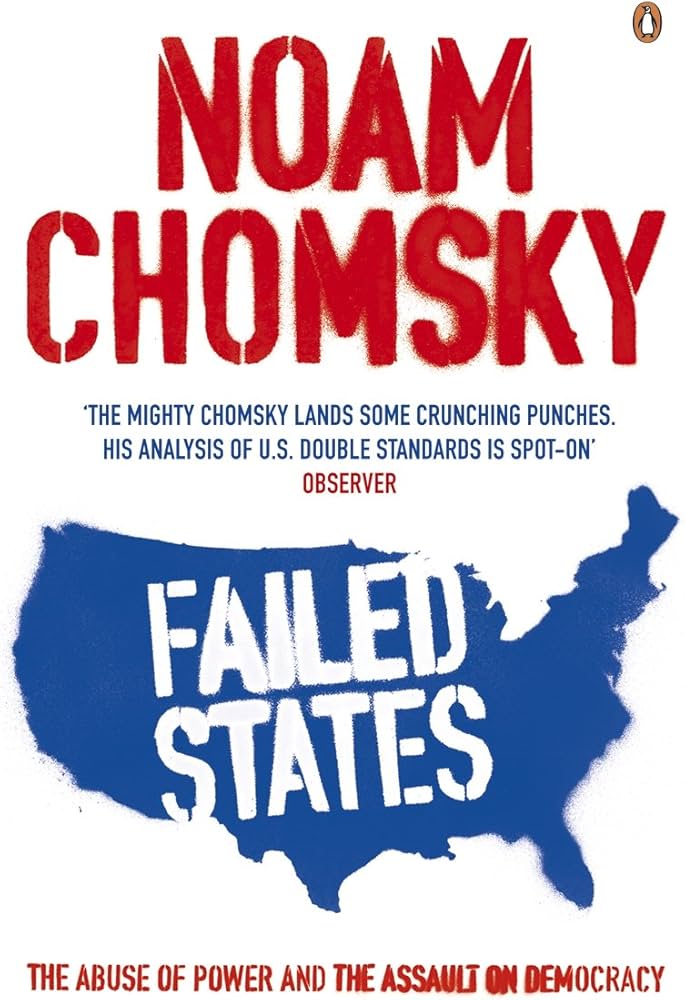 NOAM
CHOMSKY
‘THE MIGHTY CHOMSKY LANDS SOME CRUNCHING PUNCHES.
HIS ANALYSIS OF U.S. DOUBLE STANDARDS IS SPOT-ON’
OBSERVER
FAILED
STATES
THE ABUSE OF POWER AND THE ASSAULT ON DEMOCRACY